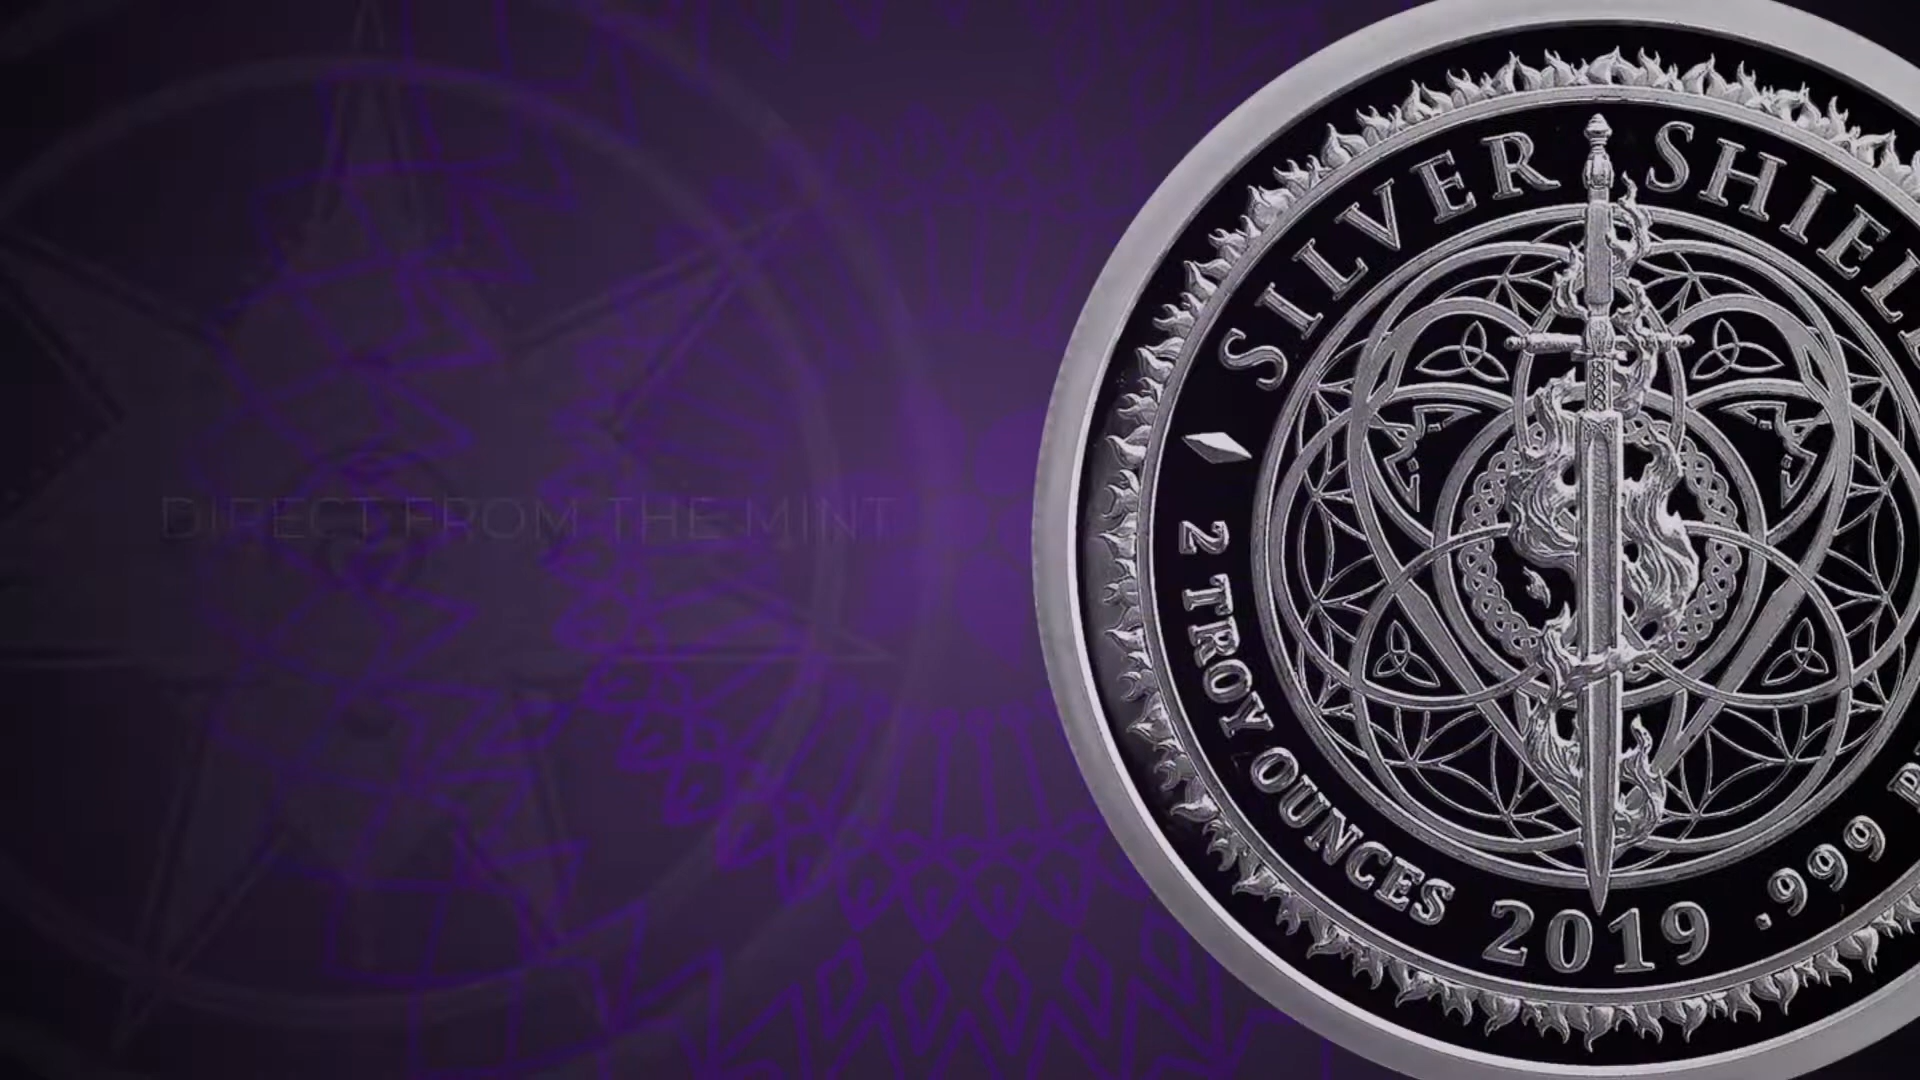 DIRECT FROM THE MINT
SILVER SHIEL
2 TROY OUNCES 2019 .999